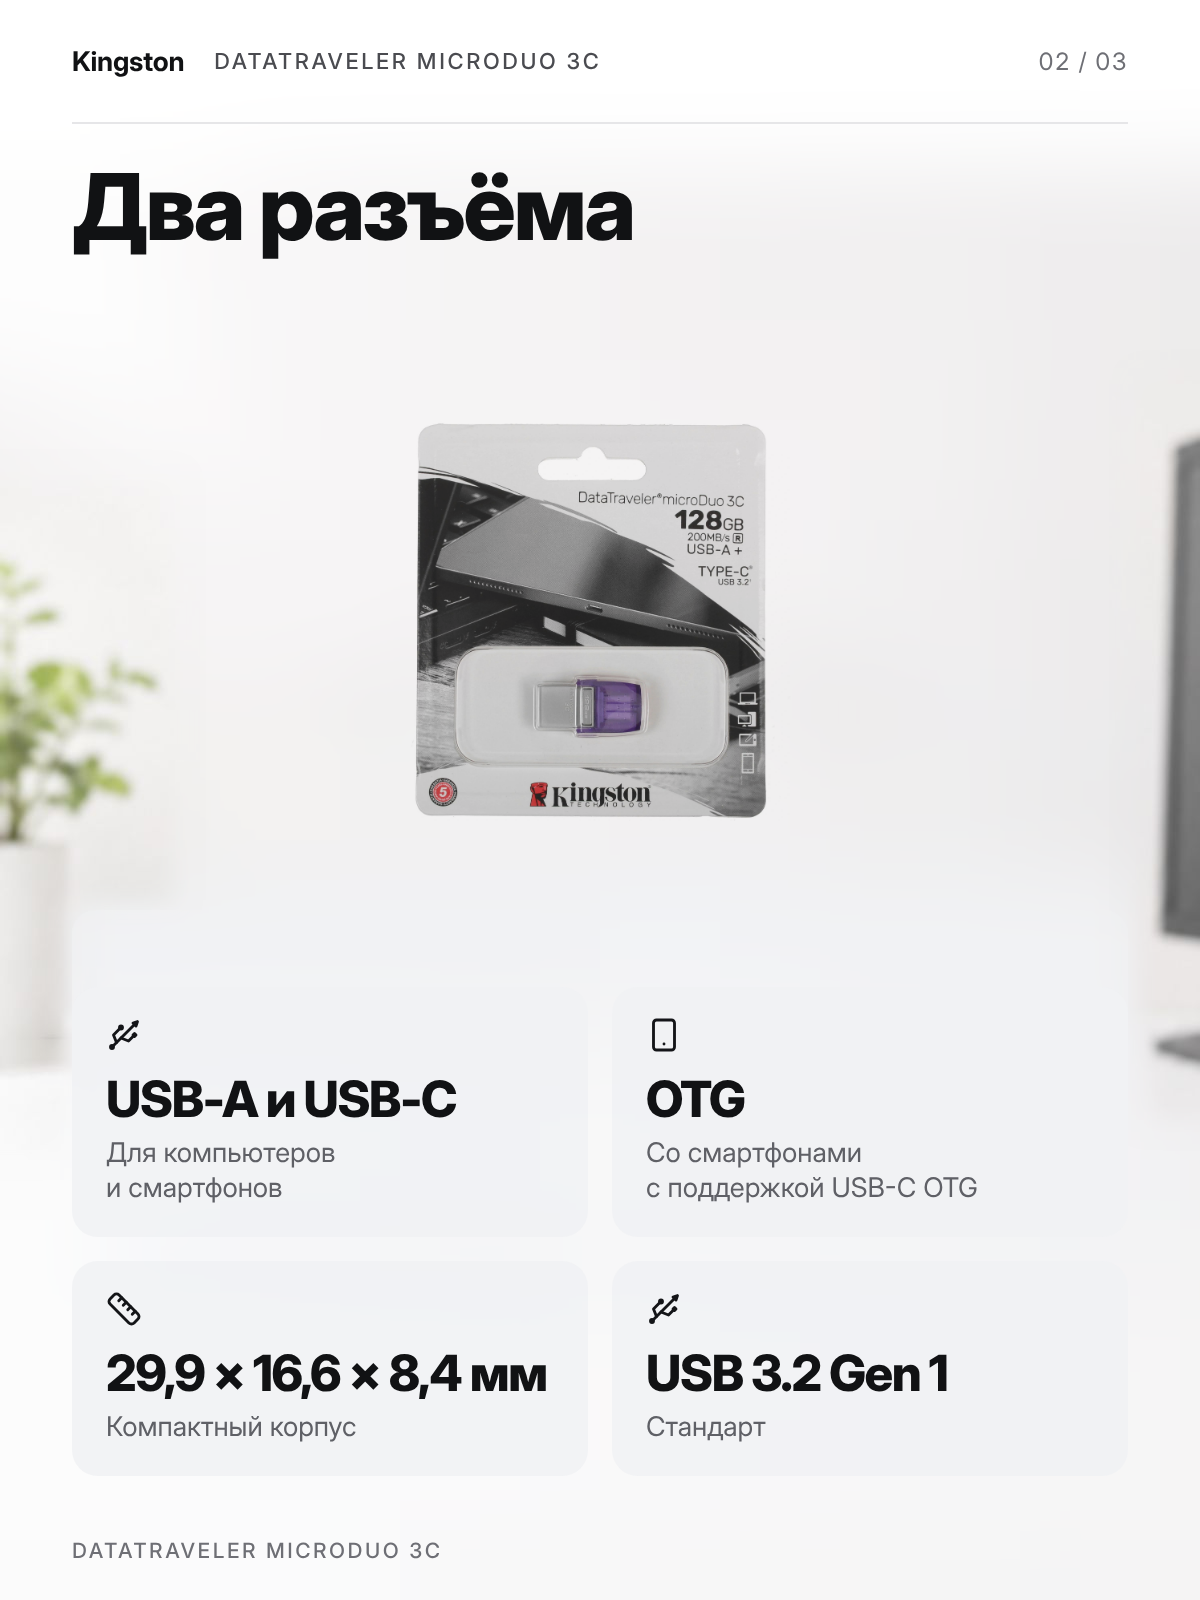 Kingston DATATRAVELER MICRODUO 3C 02 / 03
Два разъёма
DataTraveler®microDuo 3C
128GB
200MB/s R
USB-A +
TYPE-C®
USB 3.2
5
Kingston
TECHNOLOGY
USB-A и USB-C
Для компьютеров
и смартфонов
OTG
Со смартфонами
с поддержкой USB-C OTG
29,9 × 16,6 × 8,4 мм
Компактный корпус
USB 3.2 Gen 1
Стандарт
DATATRAVELER MICRODUO 3C